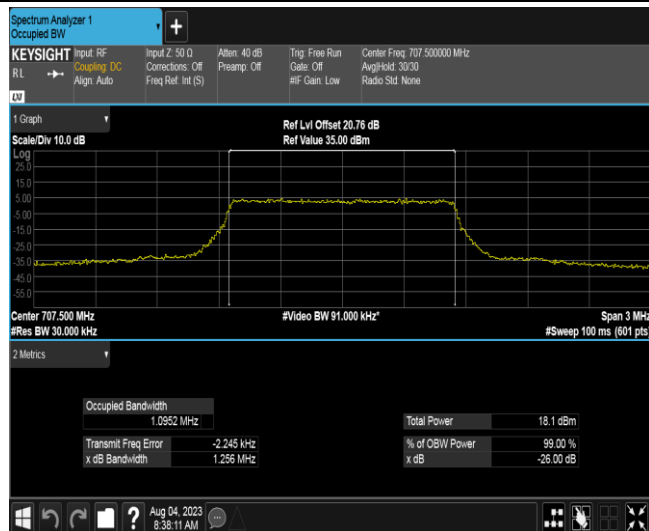 Spectrum Analyzer 1
Occupied BW
+
KEYSIGHT
RL
Input: RF
Coupling: DC
Align: Auto
Input Z: 50 Ω
Corrections: Off
Freq Ref: Int (S)
Atten: 40 dB
Preamp: Off
Trig: Free Run
Gate: Off
#IF Gain: Low
Center Freq: 707.500000 MHz
Avg|Hold: 30/30
Radio Std: None
1 Graph
Scale/Div 10.0 dB
Ref Lvl Offset 20.76 dB
Ref Value 35.00 dBm
Log
25.0
15.0
5.00
-5.00
-15.0
-25.0
-35.0
-45.0
-55.0
Center 707.500 MHz
#Video BW 91.000 kHz*
Span 3 MHz
#Res BW 30.000 kHz
#Sweep 100 ms (601 pts)
2 Metrics
Occupied Bandwidth
1.0952 MHz
Total Power 18.1 dBm
Transmit Freq Error -2.245 kHz
% of OBW Power 99.00 %
x dB Bandwidth 1.256 MHz
x dB -26.00 dB
?
Aug 04, 2023
8:38:11 AM